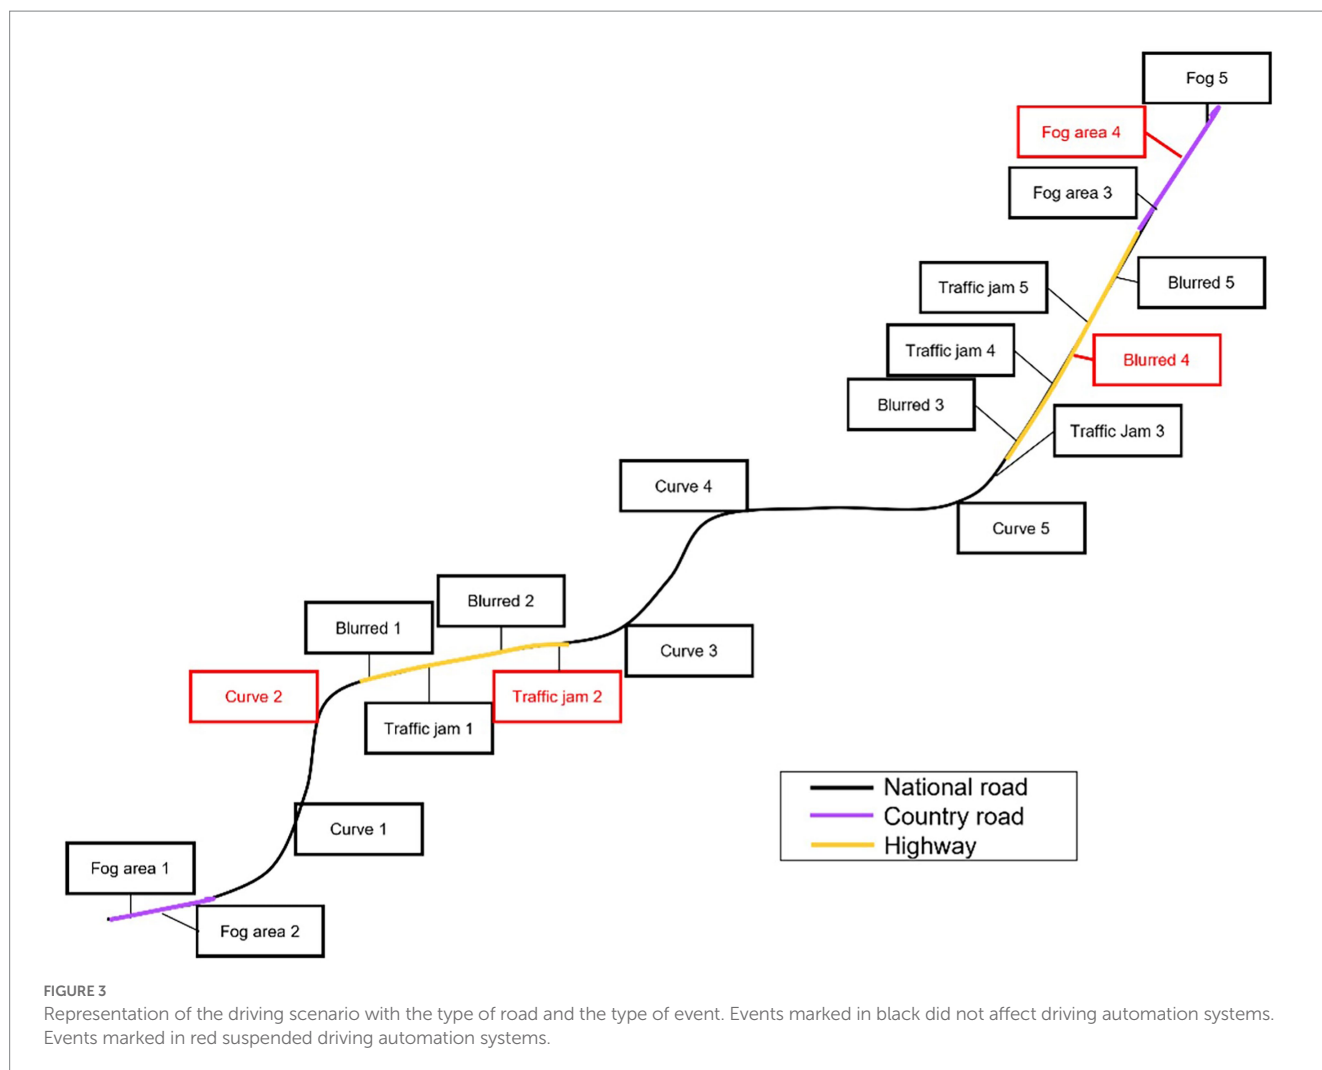 Fog 5
Fog area 4
Fog area 3
Blurred 5
Traffic jam 5
Traffic jam 4
Blurred 4
Blurred 3
Traffic Jam 3
Curve 4
Curve 5
Blurred 2
Blurred 1
Curve 3
Curve 2
Traffic jam 2
Traffic jam 1
National road
Country road
Highway
Curve 1
Fog area 1
Fog area 2
FIGURE 3
Representation of the driving scenario with the type of road and the type of event. Events marked in black did not affect driving automation systems.
Events marked in red suspended driving automation systems.